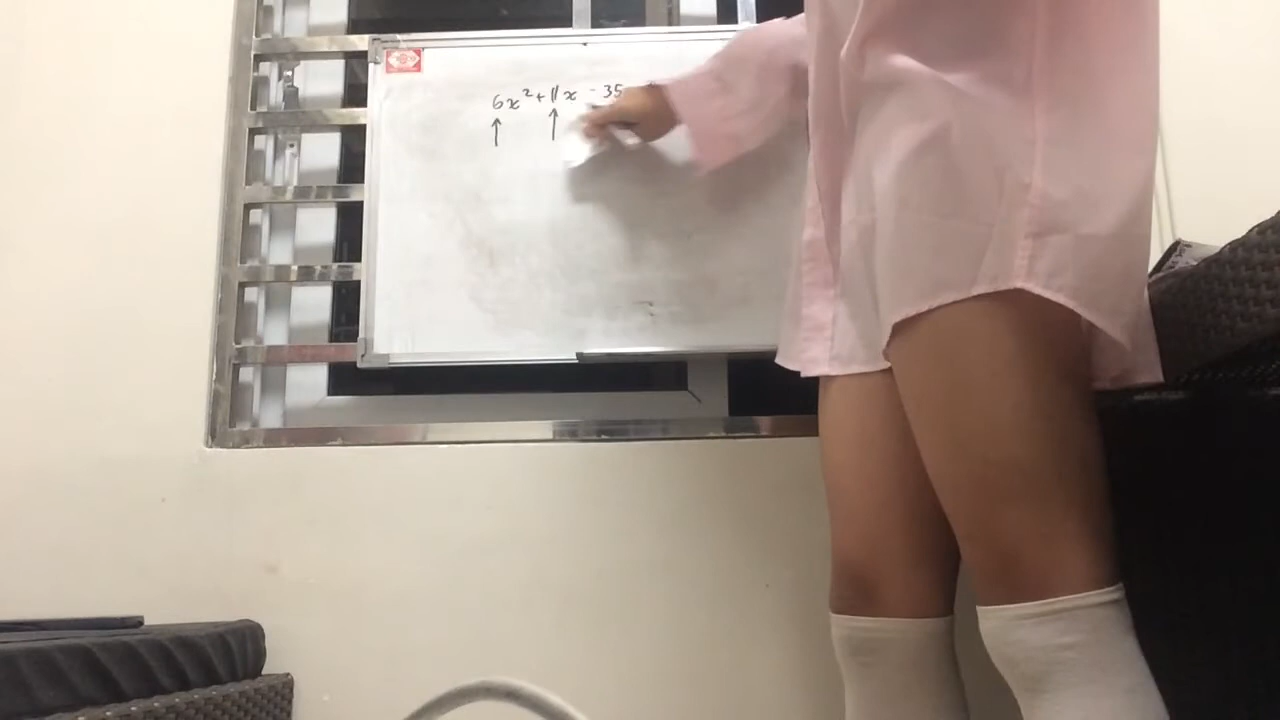 6x² + 11x - 35
↑ ↑